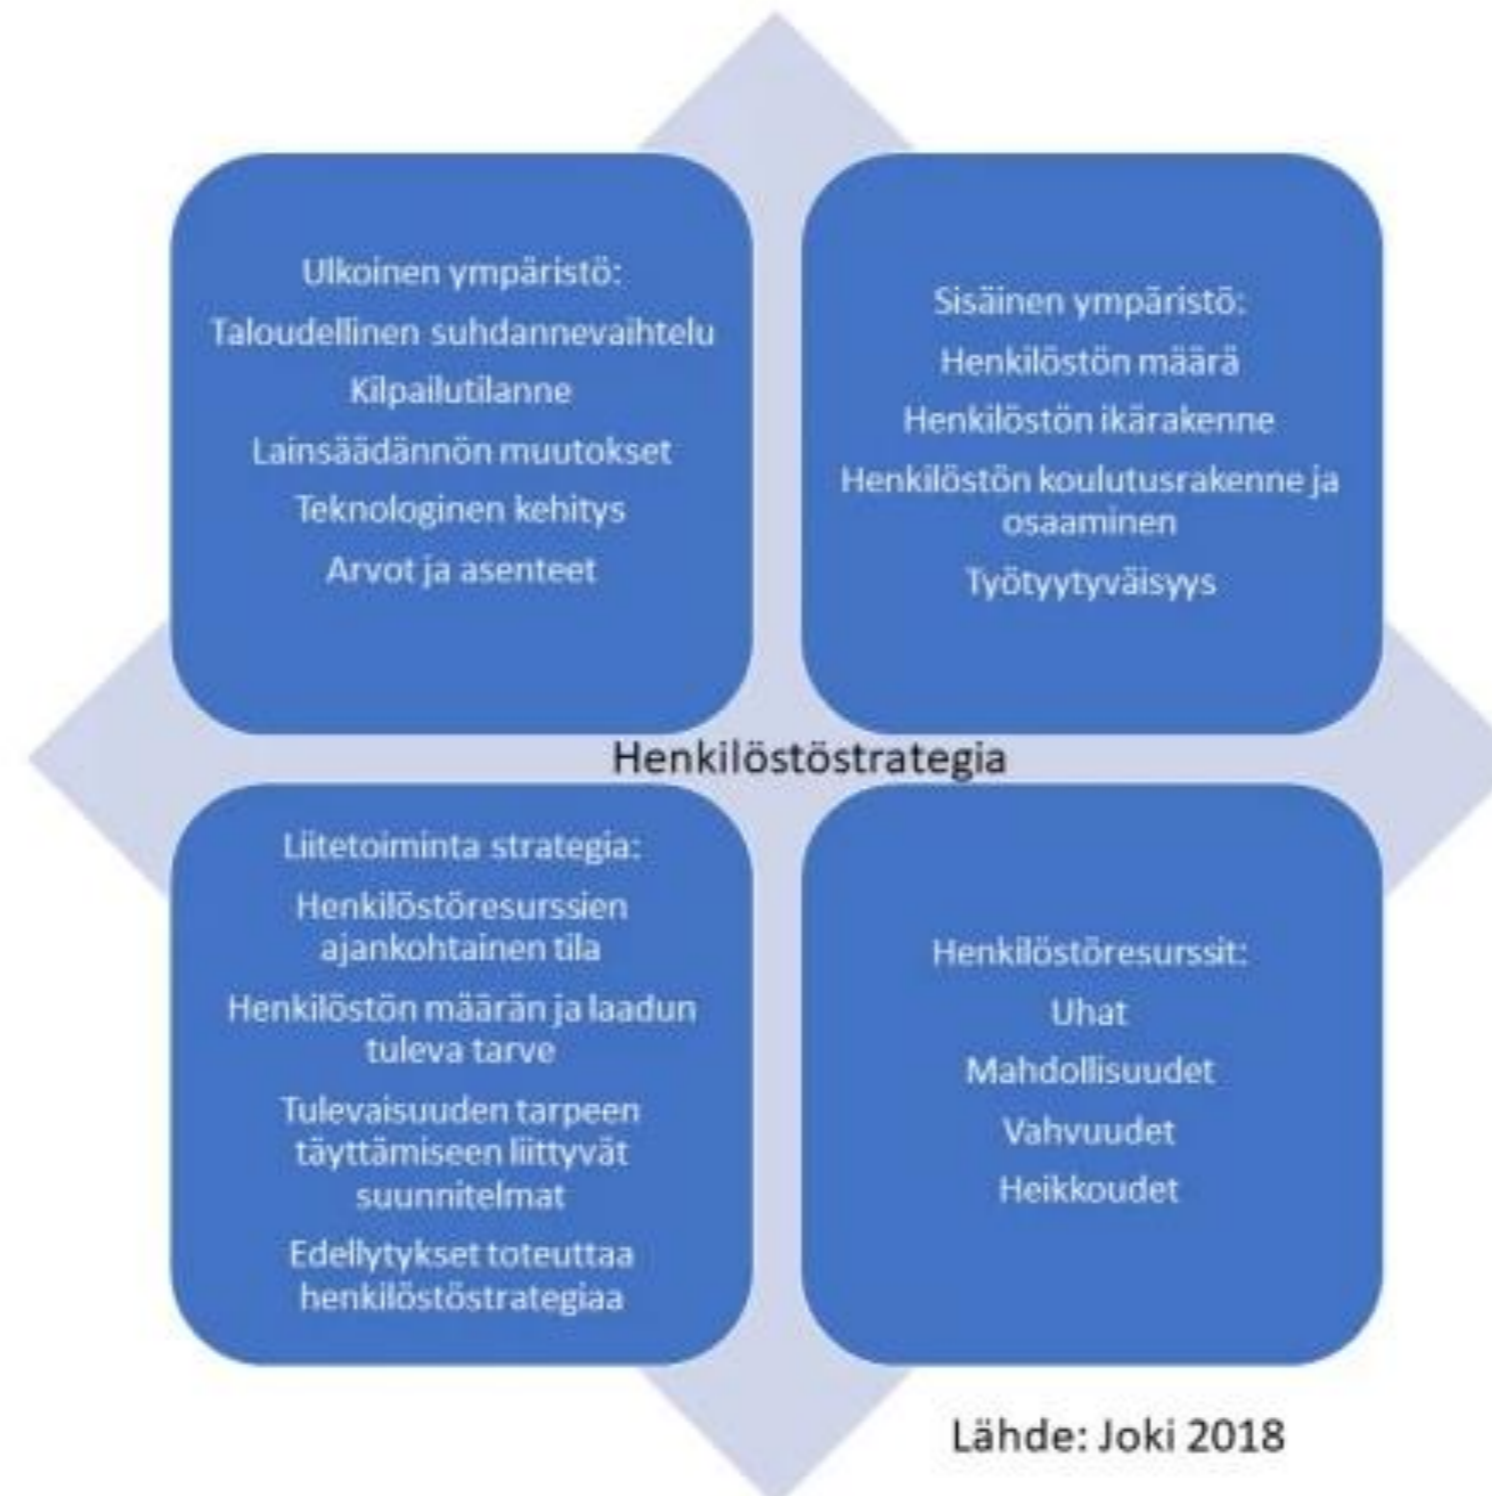 Ulkoinen ympäristö:
Taloudellinen suhdannevaihtelu
Kilpailutilanne
Lainsäädännön muutokset
Teknologinen kehitys
Arvot ja asenteet
Sisäinen ympäristö:
Henkilöstön määrä
Henkilöstön ikärakenne
Henkilöstön koulutusrakenne ja
osaaminen
Työtyytyväisyys
Henkilöstöstrategia
Liitetoiminta strategia:
Henkilöstöresurssien
ajankohtainen tila
Henkilöstön määrän ja laadun
tuleva tarve
Tulevaisuuden tarpeen
täyttämiseen liittyvät
suunnitelmat
Edellytykset toteuttaa
henkilöstöstrategiaa
Henkilöstöresurssit:
Uhat
Mahdollisuudet
Vahvuudet
Heikkoudet
Lähde: Joki 2018